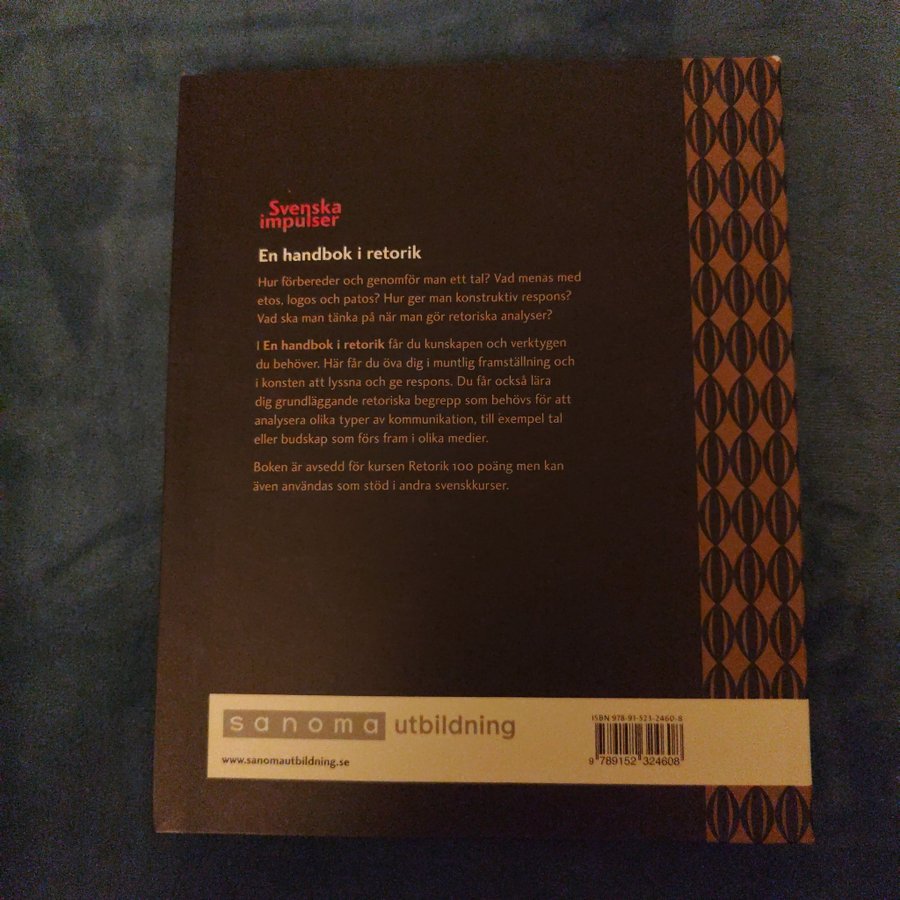 Svenska
impulser
En handbok i retorik
Hur förbereder och genomför man ett tal? Vad menas med
etos, logos och patos? Hur ger man konstruktiv respons?
Vad ska man tänka på när man gör retoriska analyser?
I En handbok i retorik får du kunskapen och verktygen
du behöver. Här får du öva dig i muntlig framställning och
i konsten att lyssna och ge respons. Du får också lära
dig grundläggande retoriska begrepp som behövs för att
analysera olika typer av kommunikation, till exempel tal
eller budskap som förs fram i olika medier.
Boken är avsedd för kursen Retorik 100 poäng men kan
även användas som stöd i andra svenskkurser.
sanoma utbildning
www.sanomautbildning.se
ISBN 978-91-523-2460-8
9 789152 324608